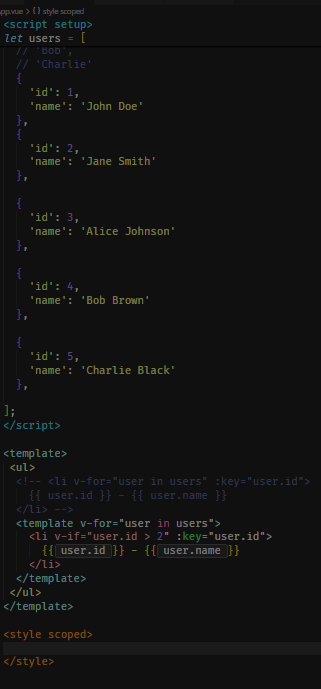 App.vue > {} style scoped
<script setup>
let users = [
// 'Bob',
// 'Charlie'
{
'id': 1,
'name': 'John Doe'
},
{
'id': 2,
'name': 'Jane Smith'
},
{
'id': 3,
'name': 'Alice Johnson'
},
{
'id': 4,
'name': 'Bob Brown'
},
{
'id': 5,
'name': 'Charlie Black'
},
];
</script>
<template>
<ul>
<!-- <li v-for="user in users" :key="user.id">
{{ user.id }} - {{ user.name }}
</li> -->
<template v-for="user in users">
<li v-if="user.id > 2" :key="user.id">
{{ user.id }} - {{ user.name }}
</li>
</template>
</ul>
</template>
<style scoped>
</style>